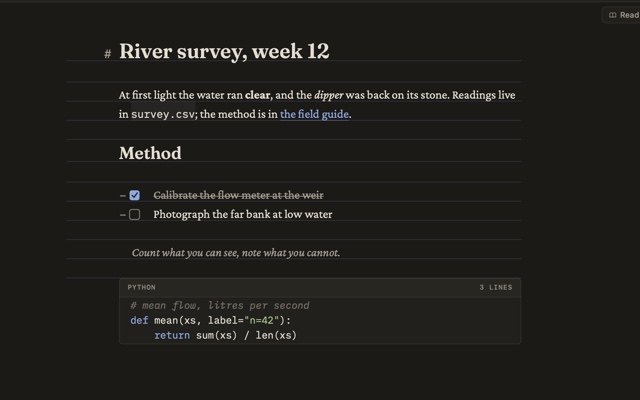 Read
# River survey, week 12
At first light the water ran clear, and the dipper was back on its stone. Readings live
in survey.csv; the method is in the field guide.
Method
– Calibrate the flow meter at the weir
– Photograph the far bank at low water
Count what you can see, note what you cannot.
PYTHON 3 LINES
# mean flow, litres per second
def mean(xs, label="n=42"):
    return sum(xs) / len(xs)